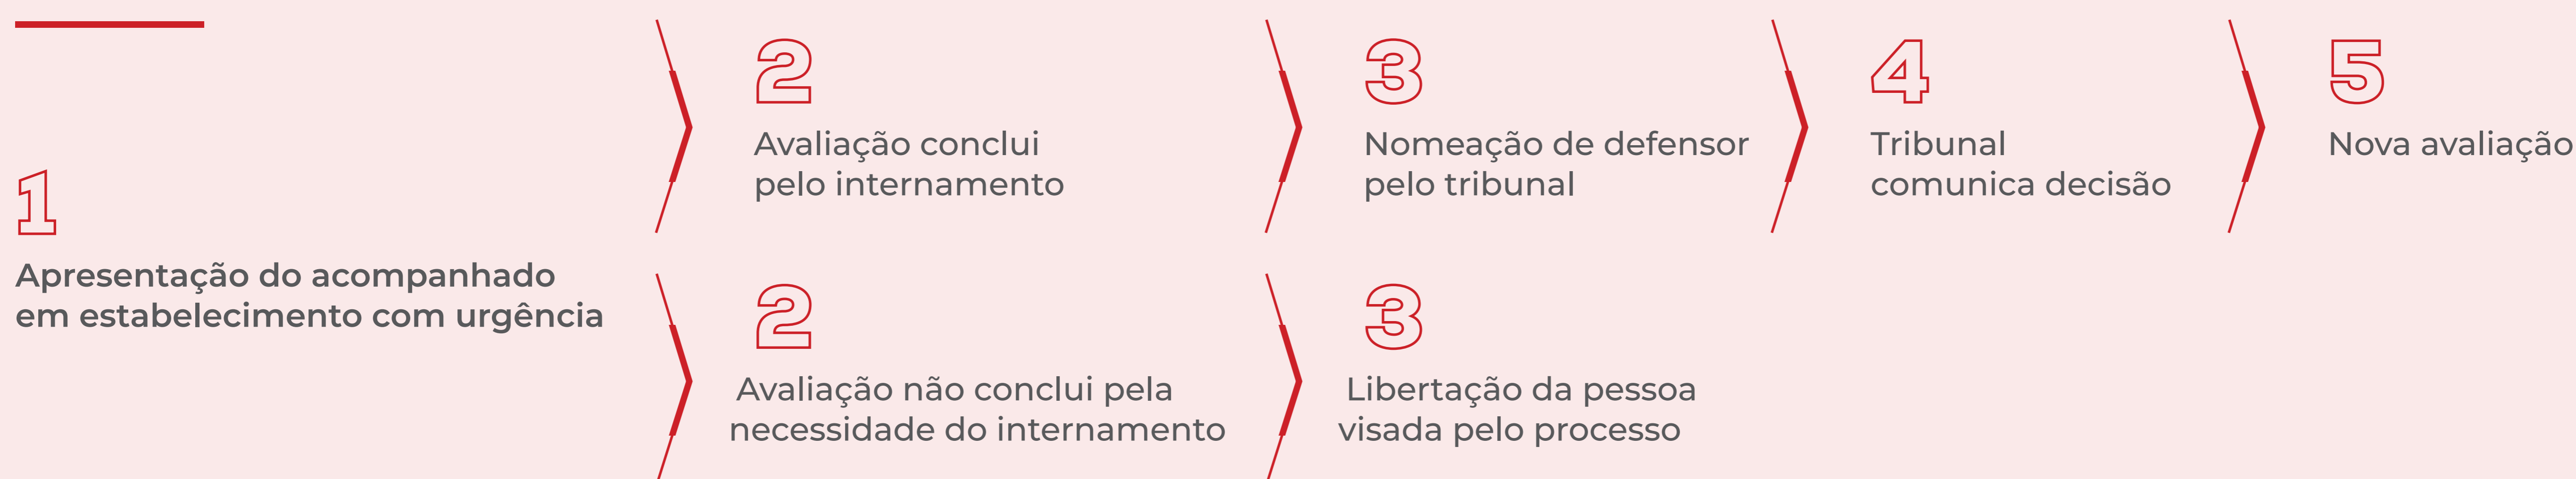 1
Apresentação do acompanhado
em estabelecimento com urgência
2
Avaliação conclui
pelo internamento
3
Nomeação de defensor
pelo tribunal
4
Tribunal
comunica decisão
5
Nova avaliação
2
Avaliação não conclui pela
necessidade do internamento
3
Libertação da pessoa
visada pelo processo